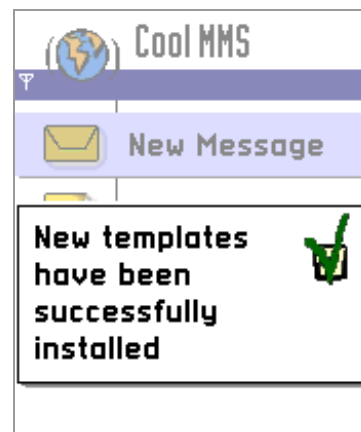 Cool MMS
New Message
New templates
have been
successfully
installed